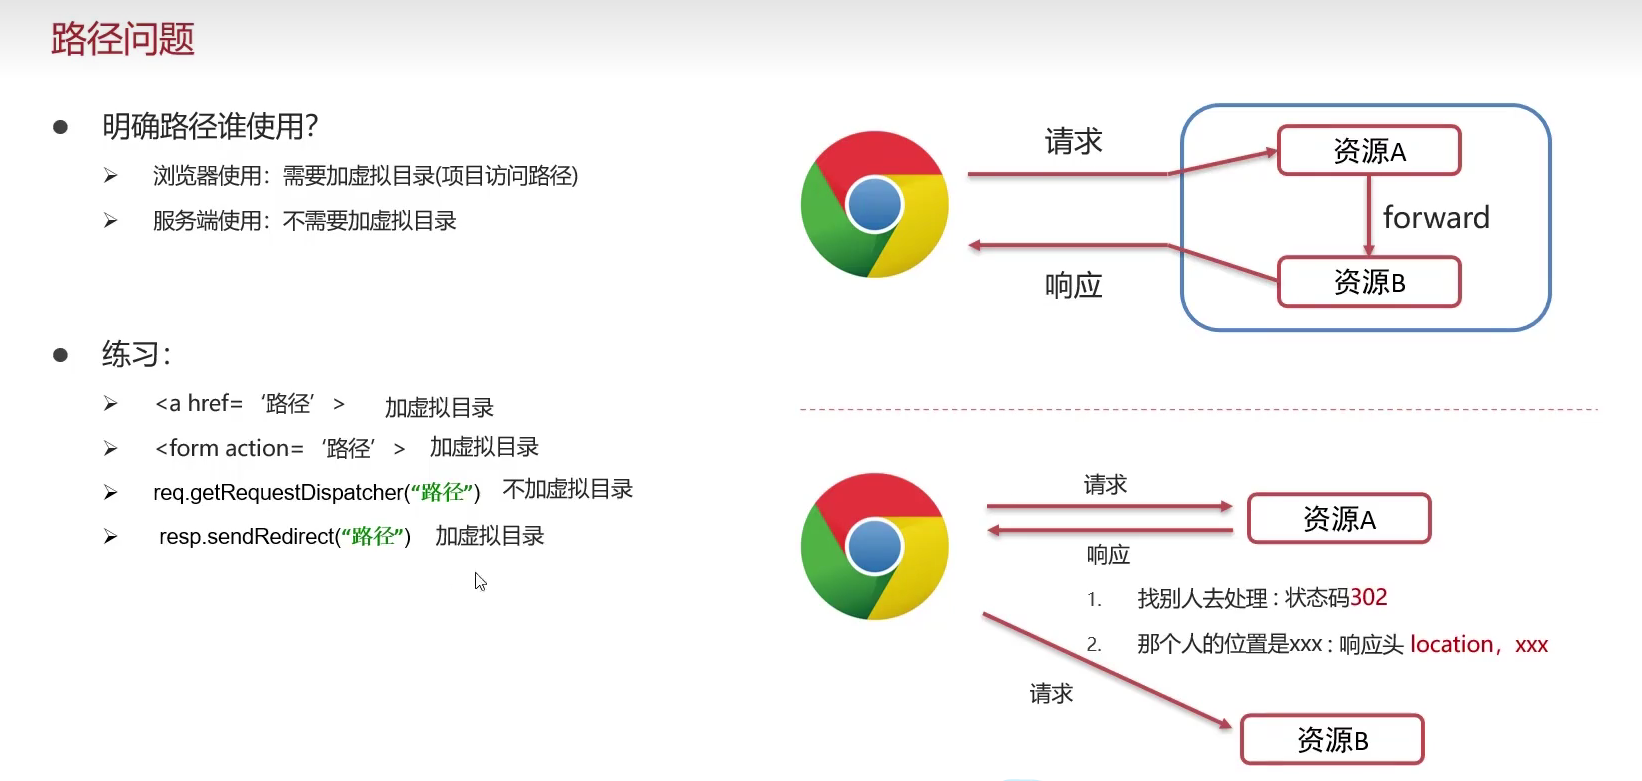 路径问题
明确路径谁使用？
浏览器使用：需要加虚拟目录(项目访问路径)
服务端使用：不需要加虚拟目录
练习：
<a href=‘路径’> 加虚拟目录
<form action=‘路径’> 加虚拟目录
req.getRequestDispatcher(“路径”) 不加虚拟目录
resp.sendRedirect(“路径”) 加虚拟目录
请求
资源A
forward
响应
资源B
请求
资源A
响应
1. 找别人去处理：状态码302
2. 那个人的位置是xxx：响应头 location，xxx
请求
资源B